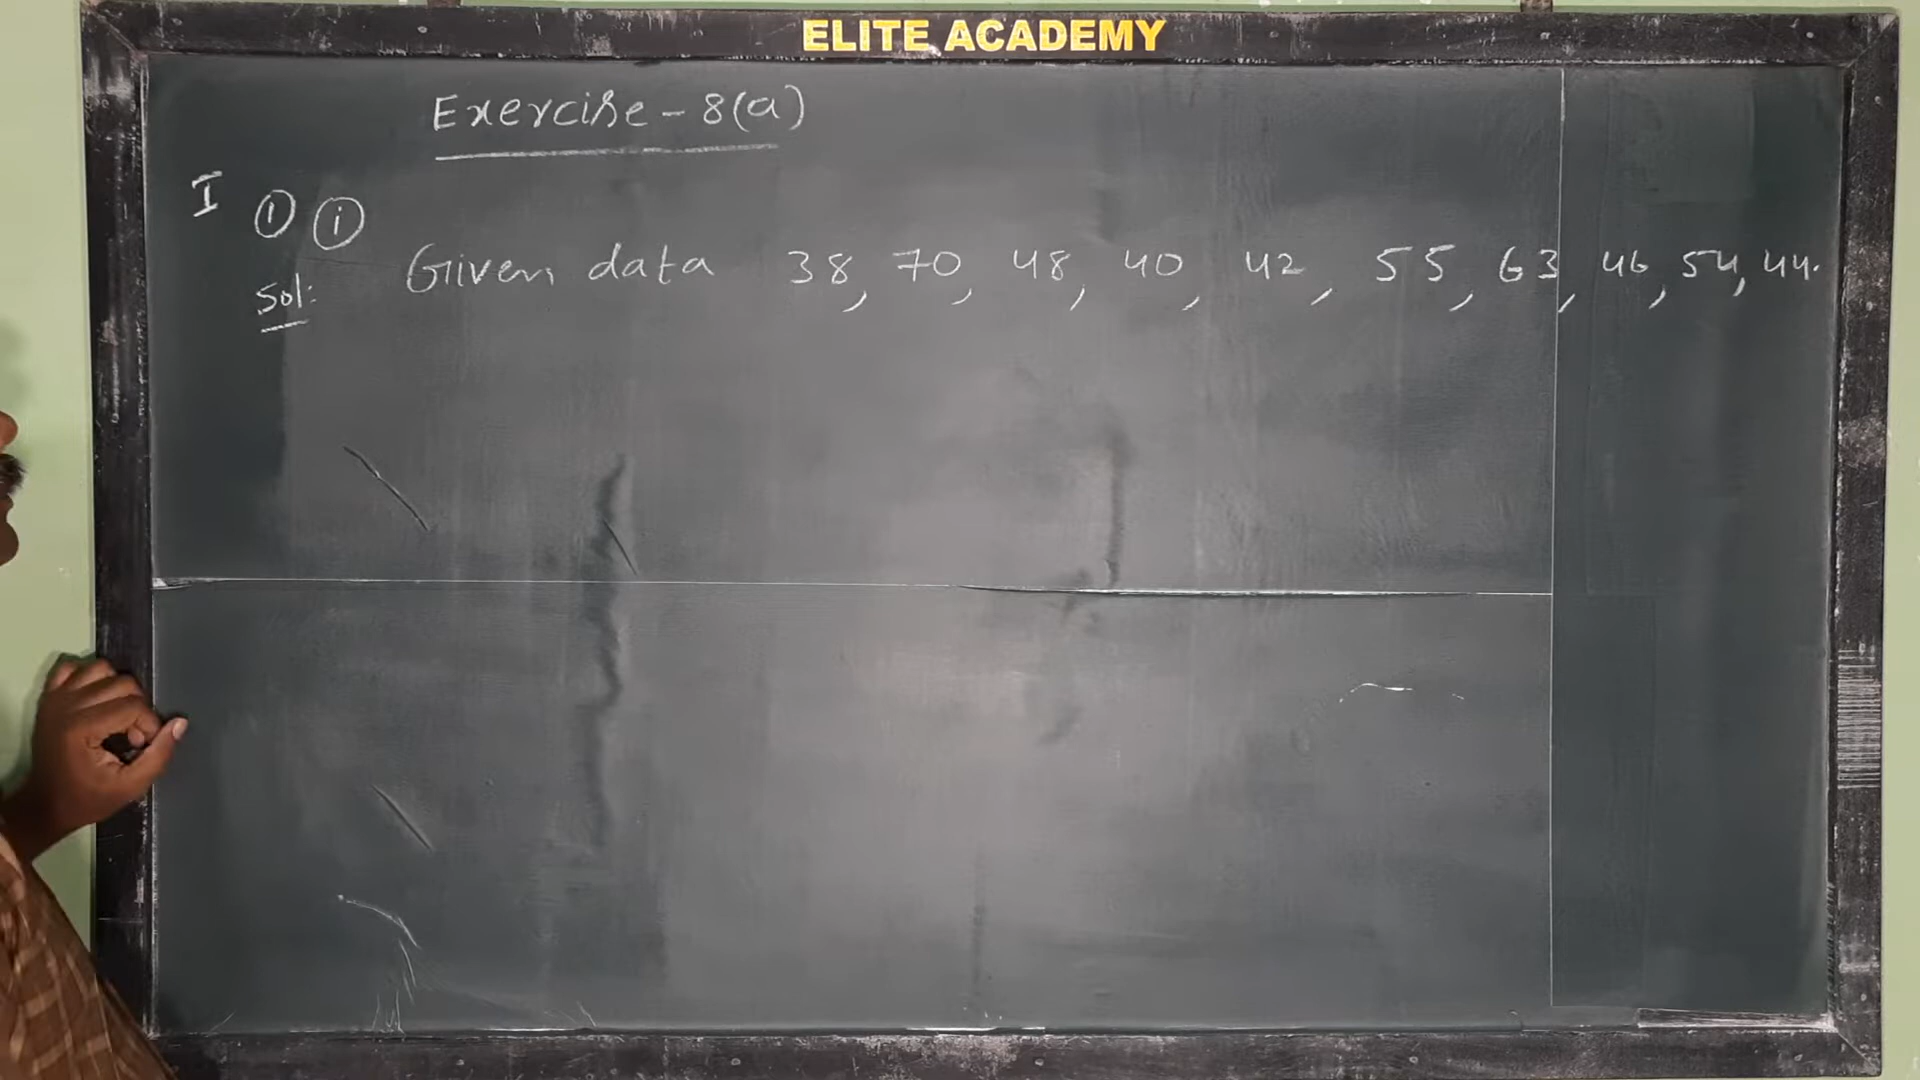 ELITE ACADEMY
Exercise - 8(a)
I ① ⓘ
Sol: Given data 38, 70, 48, 40, 42, 55, 63, 46, 54, 44.